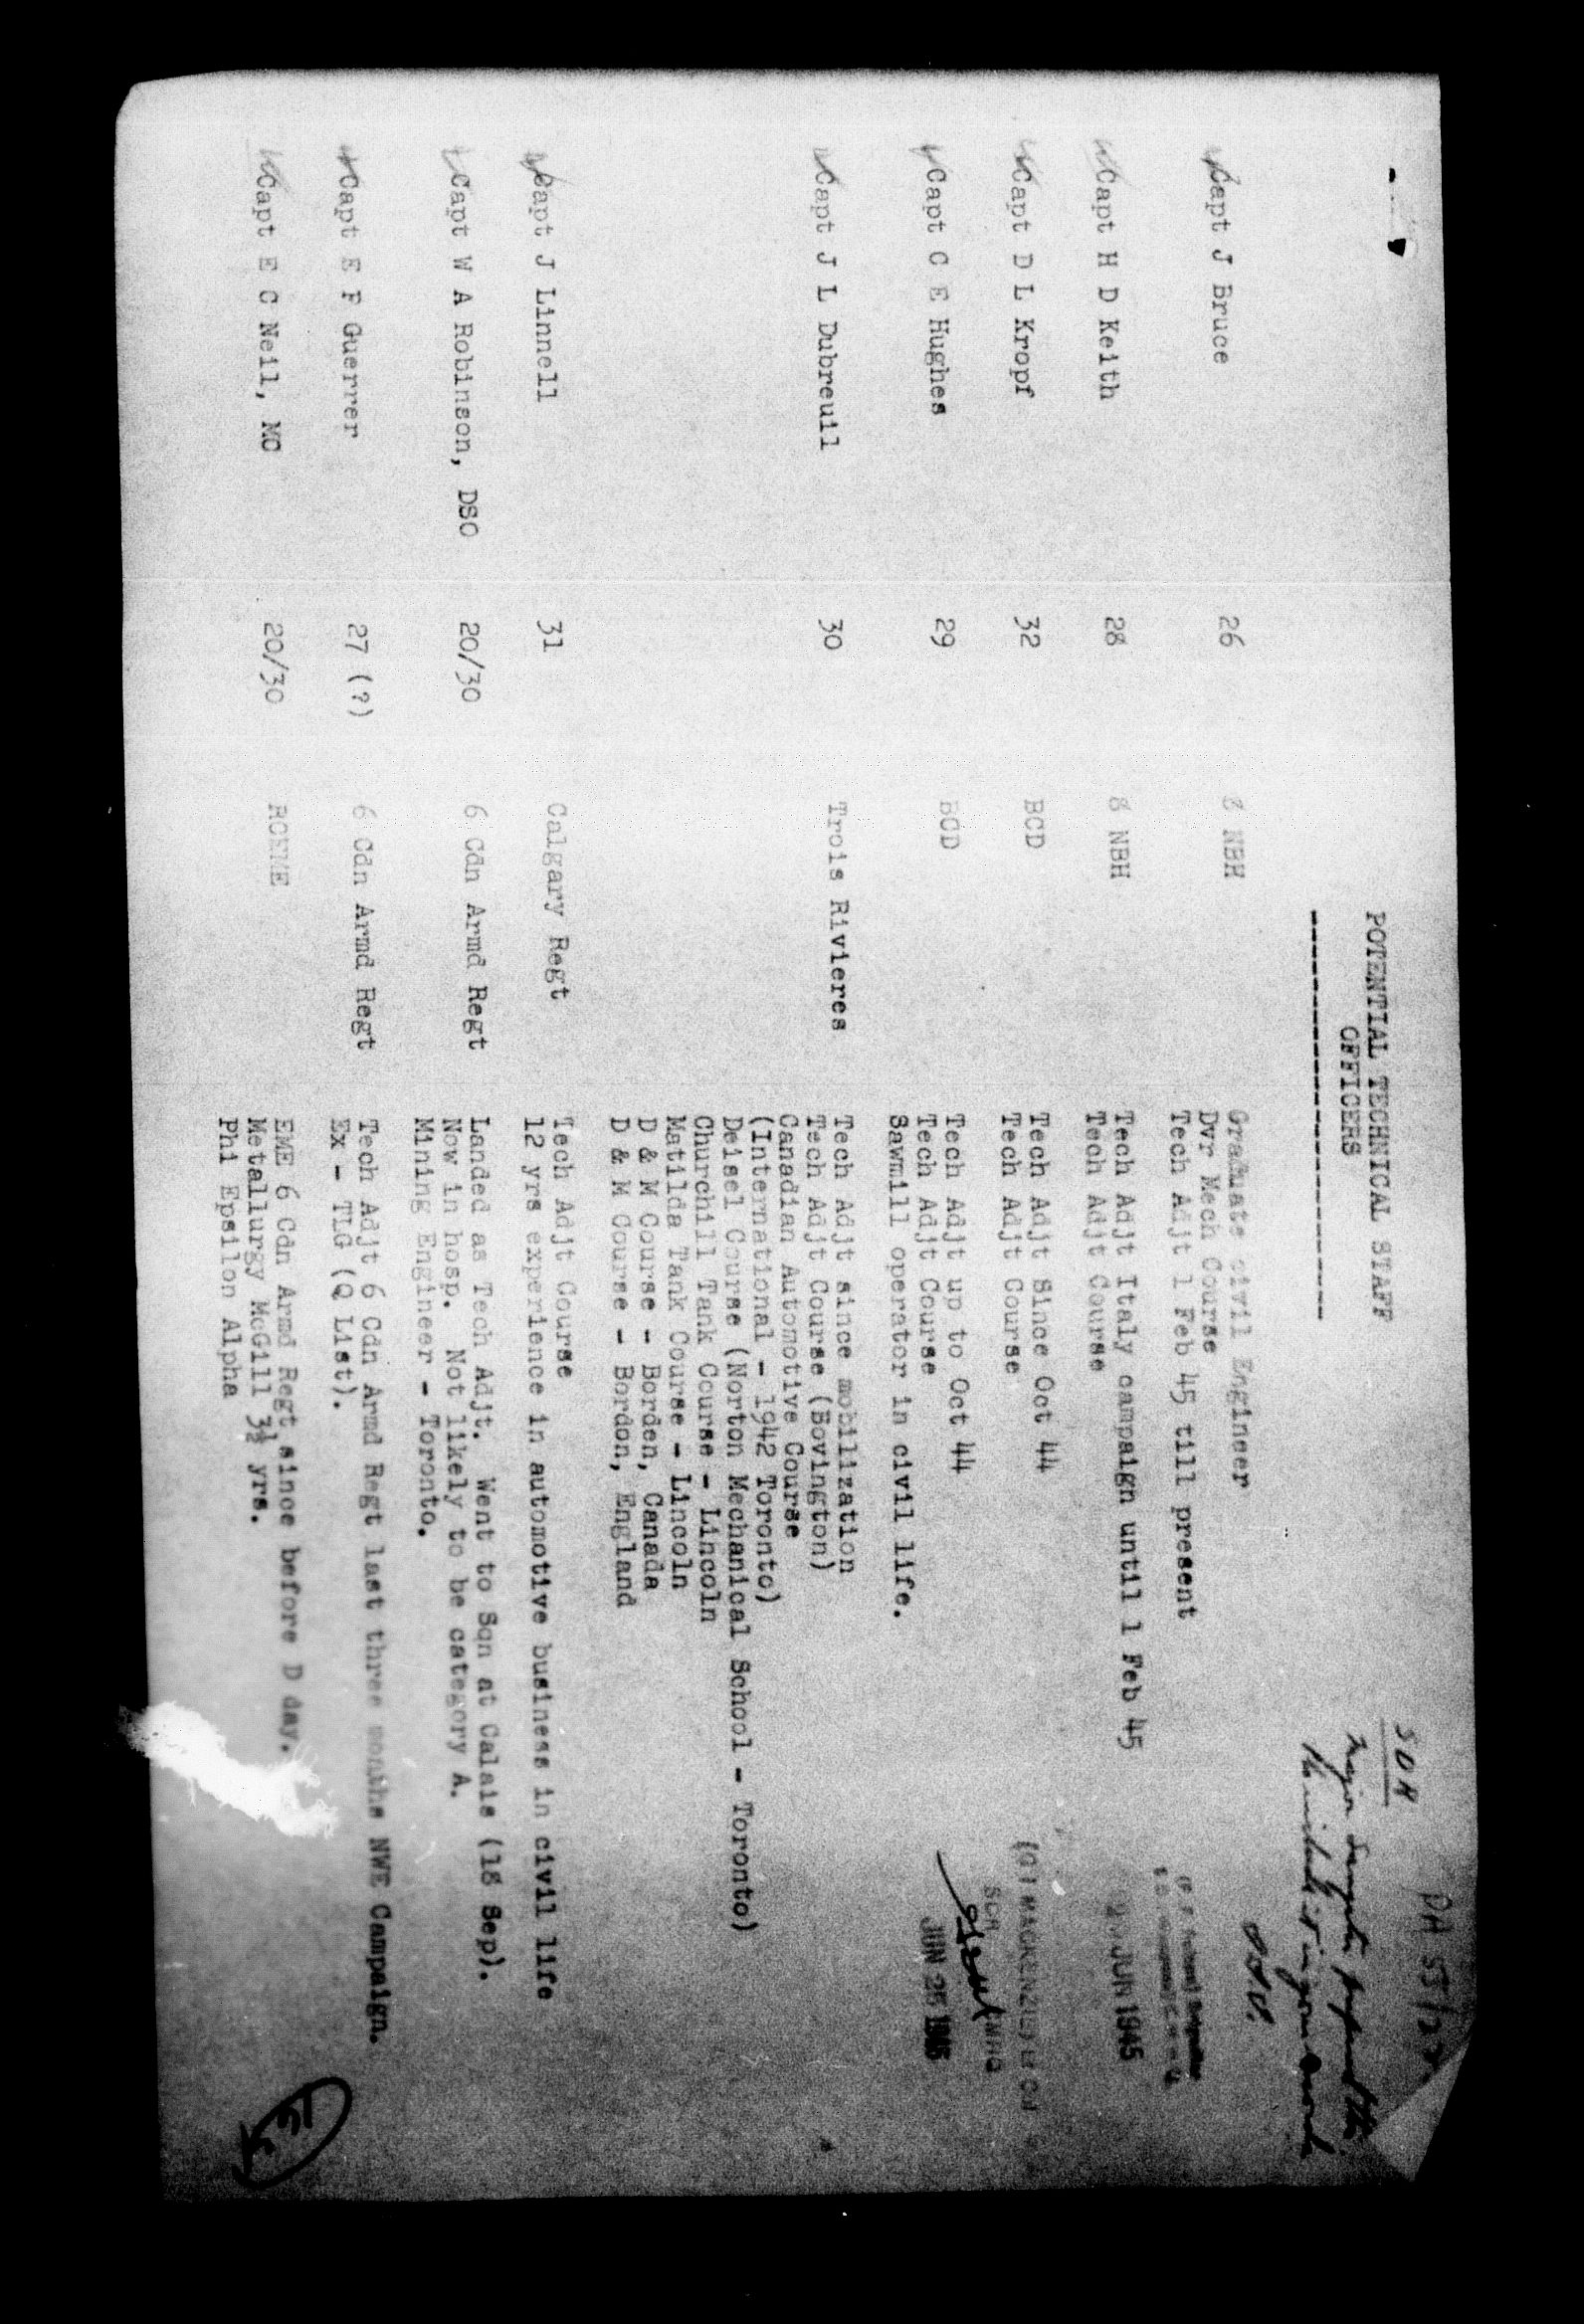 POTENTIAL TECHNICAL STAFF
OFFICERS
SOA
Major
PA
Capt J Bruce 26 8 NBH Graduate civil Engineer
Dvr Mech Course
Tech Adjt 1 Feb 45 till present
Capt H D Keith 28 8 NBH Tech Adjt Italy campaign until 1 Feb 45
Tech Adjt Course
JUN 1945
Capt D L Kropf 32 BCD Tech Adjt Since Oct 44
Tech Adjt Course
MACKENZIE)
Capt C E Hughes 29 BCD Tech Adjt up to Oct 44
Tech Adjt Course
Sawmill operator in civil life.
JUN 26 1945
Capt J L Dubreuil 30 Trois Rivieres Tech Adjt since mobilization
Tech Adjt Course (Bovington)
Canadian Automotive Course
(International - 1942 Toronto)
Deisel Course (Norton Mechanical School - Toronto)
Churchill Tank Course - Lincoln
Matilda Tank Course - Lincoln
D & M Course - Borden, Canada
D & M Course - Bordon, England
Capt J Linnell 31 Calgary Regt Tech Adjt Course
12 yrs experience in automotive business in civil life
Capt W A Robinson, DSO 20/30 6 Cdn Armd Regt Landed as Tech Adjt. Went to Sqn at Calais (18 Sep).
Now in hosp. Not likely to be category A.
Mining Engineer - Toronto.
Capt E F Guerrer 27 (?) 6 Cdn Armd Regt Tech Adjt 6 Cdn Armd Regt last three months NWE Campaign.
Ex - TLG (Q List).
Capt E C Neil, MC 20/30 RCEME EME 6 Cdn Armd Regt since before D day.
Metallurgy McGill 3½ yrs.
Phi Epsilon Alpha